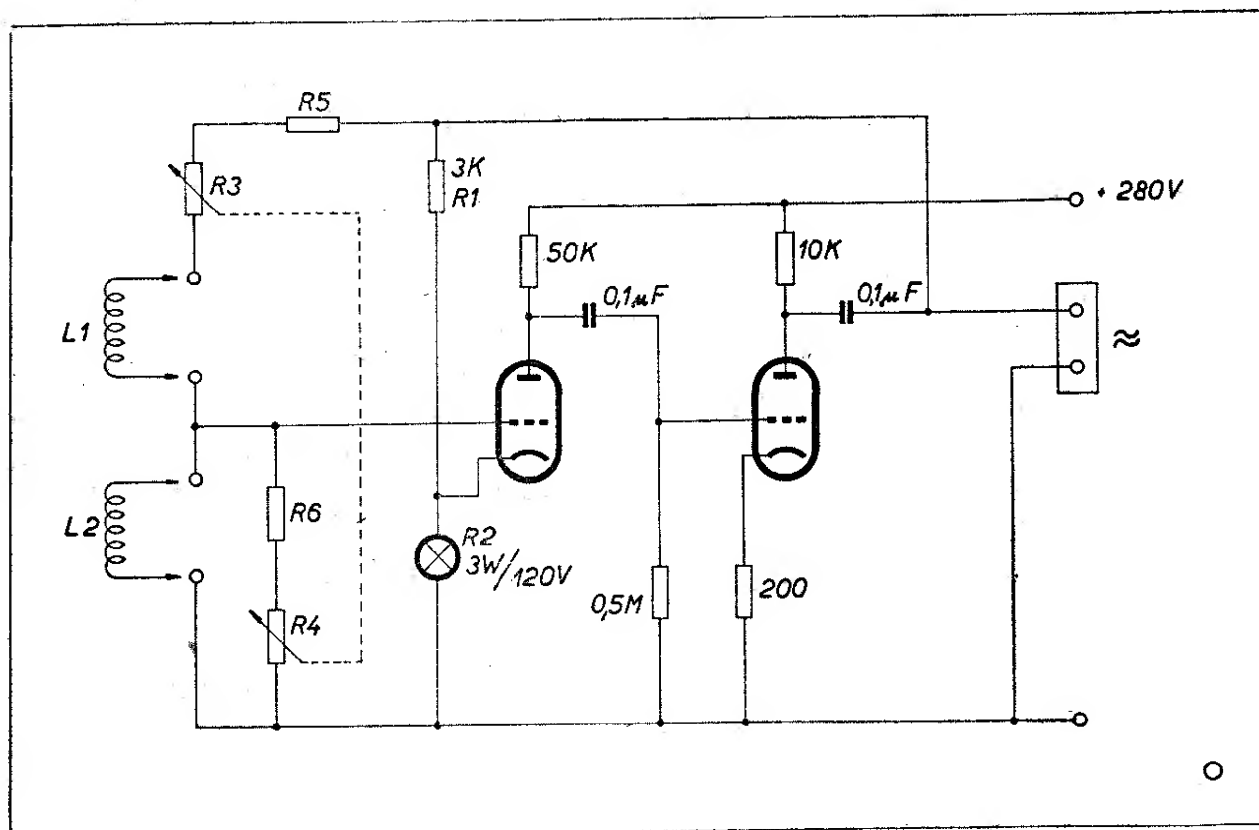 R5
R3
3K
R1
+ 280V
50K
10K
0,1µF
0,1µF
L1
≈
L2
R6
R2
3W/120V
R4
0,5M
200